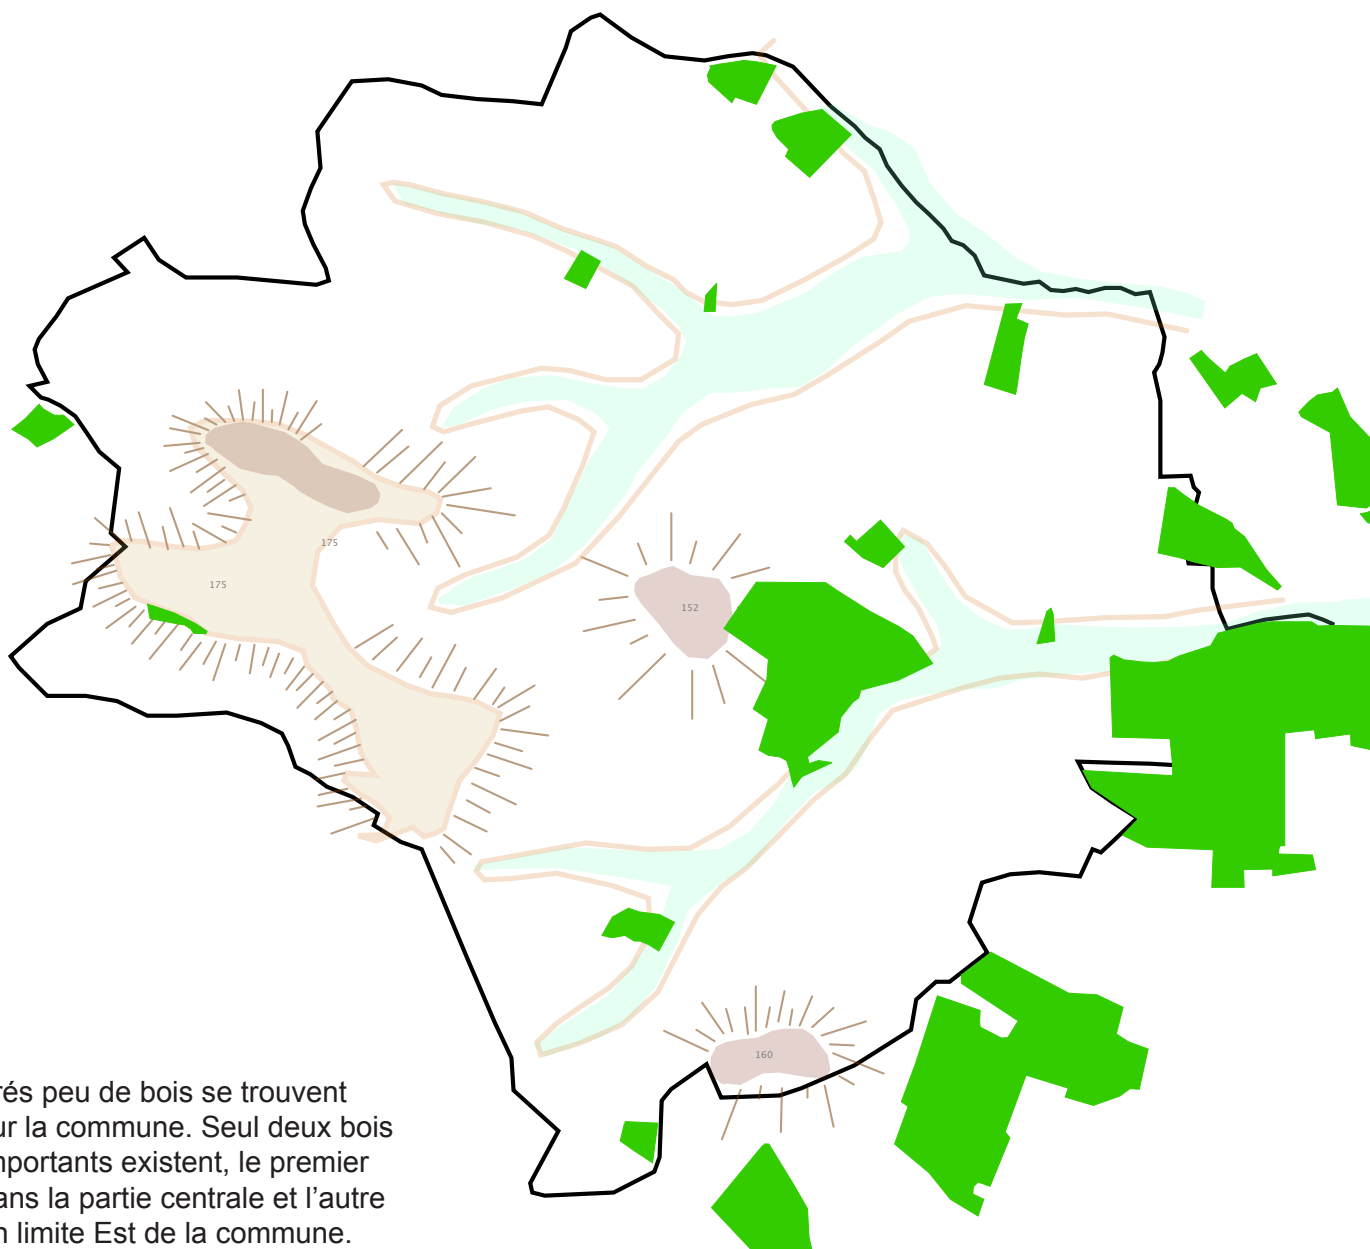 175
175
152
160
rés peu de bois se trouvent
ur la commune. Seul deux bois
mportants existent, le premier
ans la partie centrale et l'autre
n limite Est de la commune.